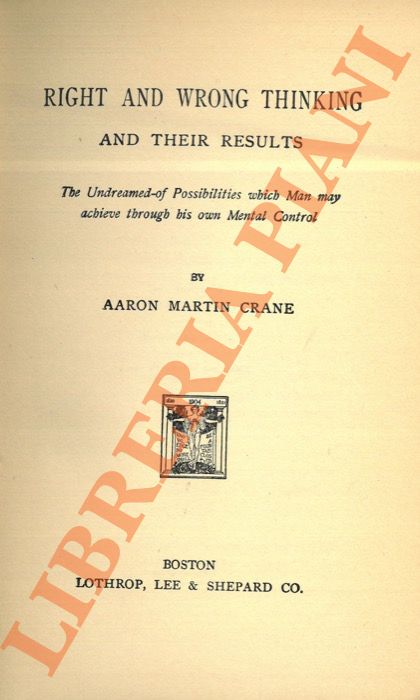 RIGHT AND WRONG THINKING
AND THEIR RESULTS
The Undreamed-of Possibilities which Man may
achieve through his own Mental Control
BY
AARON MARTIN CRANE
BOSTON
LOTHROP, LEE & SHEPARD CO.
LIBRERIA PIANI